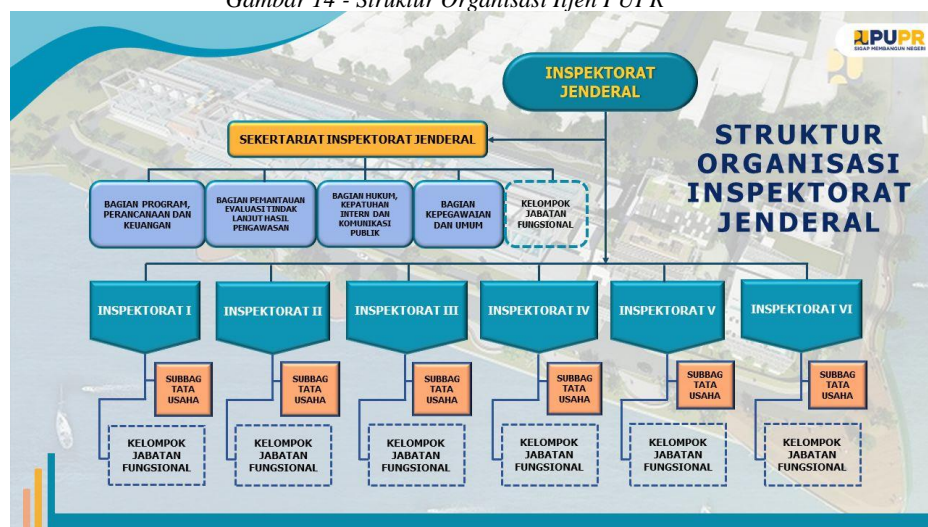 Gambar 14 - Struktur Organisasi Itjen PUPR
PUPR
SIGAP MEMBANGUN NEGERI
INSPEKTORAT
JENDERAL
STRUKTUR
ORGANISASI
INSPEKTORAT
JENDERAL
SEKERTARIAT INSPEKTORAT JENDERAL
BAGIAN PROGRAM,
PERANCANAAN DAN
KEUANGAN
BAGIAN PEMANTAUAN
EVALUASI TINDAK
LANJUT HASIL
PENGAWASAN
BAGIAN HUKUM,
KEPATUHAN
INTERN DAN
KOMUNIKASI
PUBLIK
BAGIAN
KEPEGAWAIAN
DAN UMUM
KELOMPOK
JABATAN
FUNGSIONAL
INSPEKTORAT I
INSPEKTORAT II
INSPEKTORAT III
INSPEKTORAT IV
INSPEKTORAT V
INSPEKTORAT VI
SUBBAG
TATA
USAHA
SUBBAG
TATA
USAHA
SUBBAG
TATA
USAHA
SUBBAG
TATA
USAHA
SUBBAG
TATA
USAHA
SUBBAG
TATA
USAHA
KELOMPOK
JABATAN
FUNGSIONAL
KELOMPOK
JABATAN
FUNGSIONAL
KELOMPOK
JABATAN
FUNGSIONAL
KELOMPOK
JABATAN
FUNGSIONAL
KELOMPOK
JABATAN
FUNGSIONAL
KELOMPOK
JABATAN
FUNGSIONAL